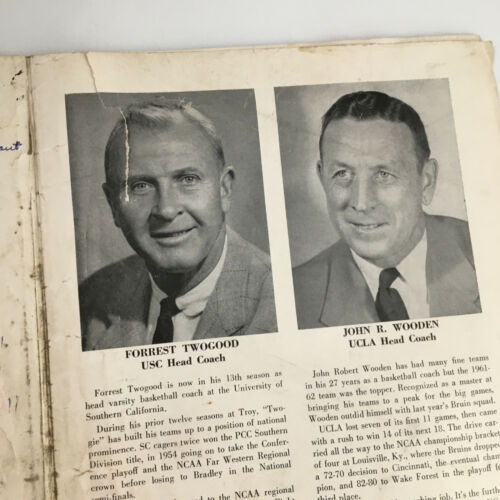 FORREST TWOGOOD
USC Head Coach
Forrest Twogood is now in his 13th season as
head varsity basketball coach at the University of
Southern California.
During his prior twelve seasons at Troy, "Two-
gie" has built his teams up to a position of national
prominence. SC cagers twice won the PCC Southern
Division title, in 1954 going to take the Confer-
ence playoff and the NCAA Far Western Regional
crown before losing to Bradley in the National
semi-finals.
to the NCAA regional
JOHN R. WOODEN
UCLA Head Coach
John Robert Wooden has had many fine teams
in his 27 years as a basketball coach but the 1961-
62 team was the topper. Recognized as a master at
bringing his teams to a peak for the big games,
Wooden outdid himself with last year's Bruin squad.
UCLA lost seven of its first 11 games, then came
with a rush to win 14 of its next 18. The drive car-
ried all the way to the NCAA championship bracket
of four at Louisville, Ky., where the Bruins dropped
a 72-70 decision to Cincinnati, the eventual cham-
pion, and 82-80 to Wake Forest in the playoff f
third place.
job, it's the furt